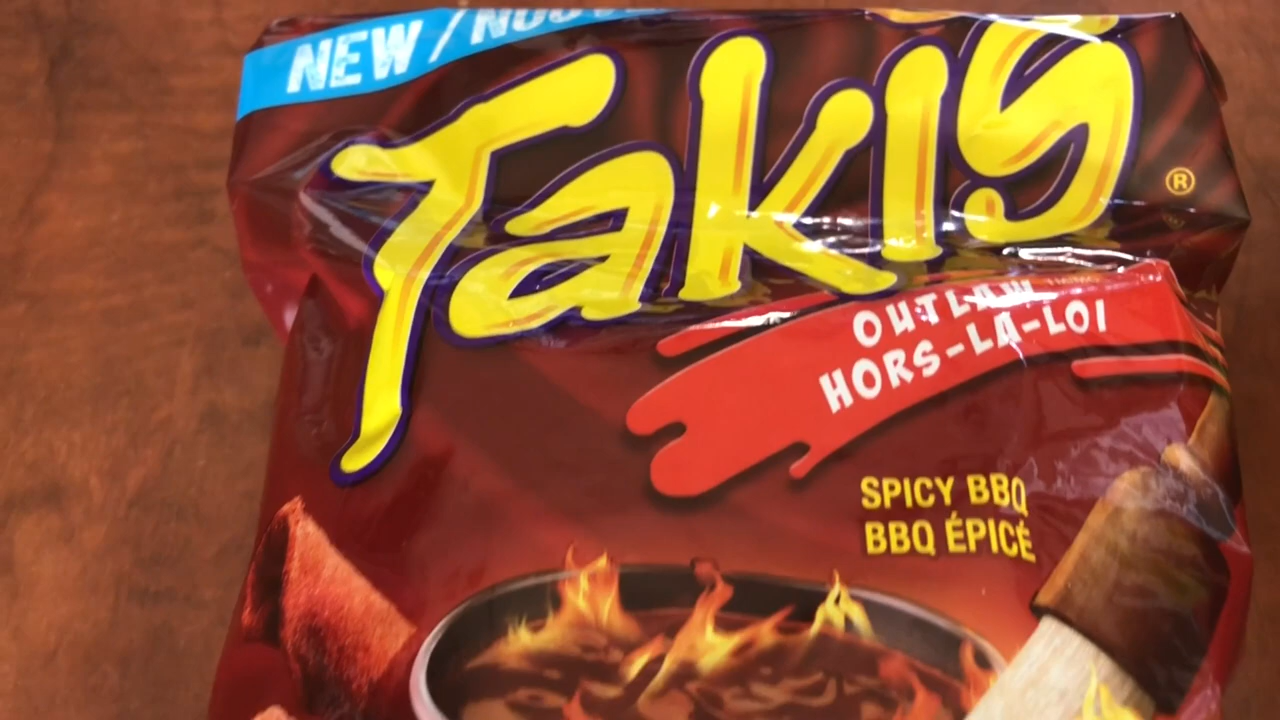 NEW /
Takis
®
OUTLAW
HORS-LA-LOI
SPICY BBQ
BBQ ÉPICÉ